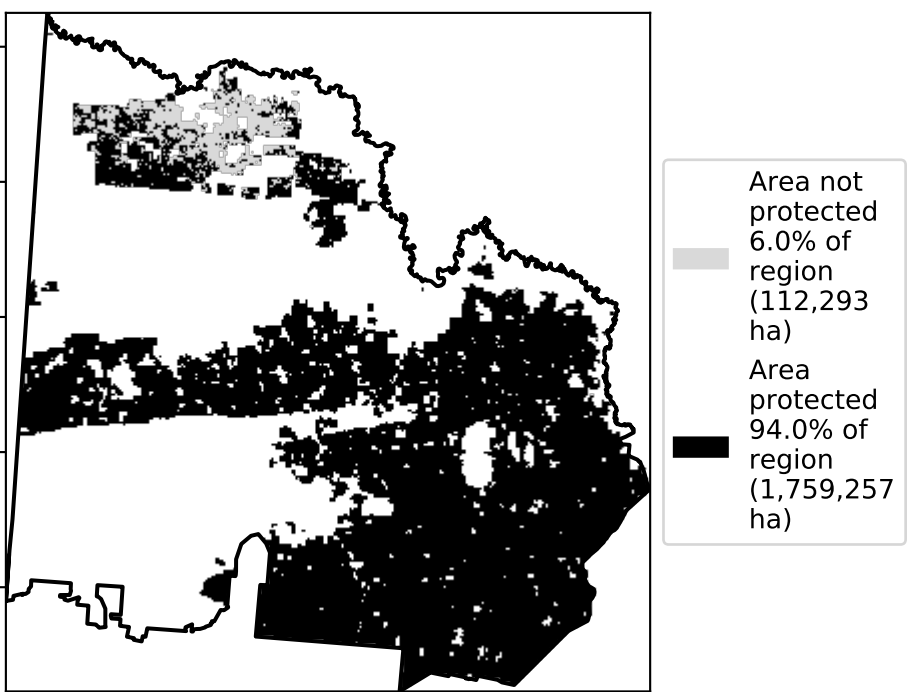 Area not
protected
6.0% of
region
(112,293
ha)
Area
protected
94.0% of
region
(1,759,257
ha)